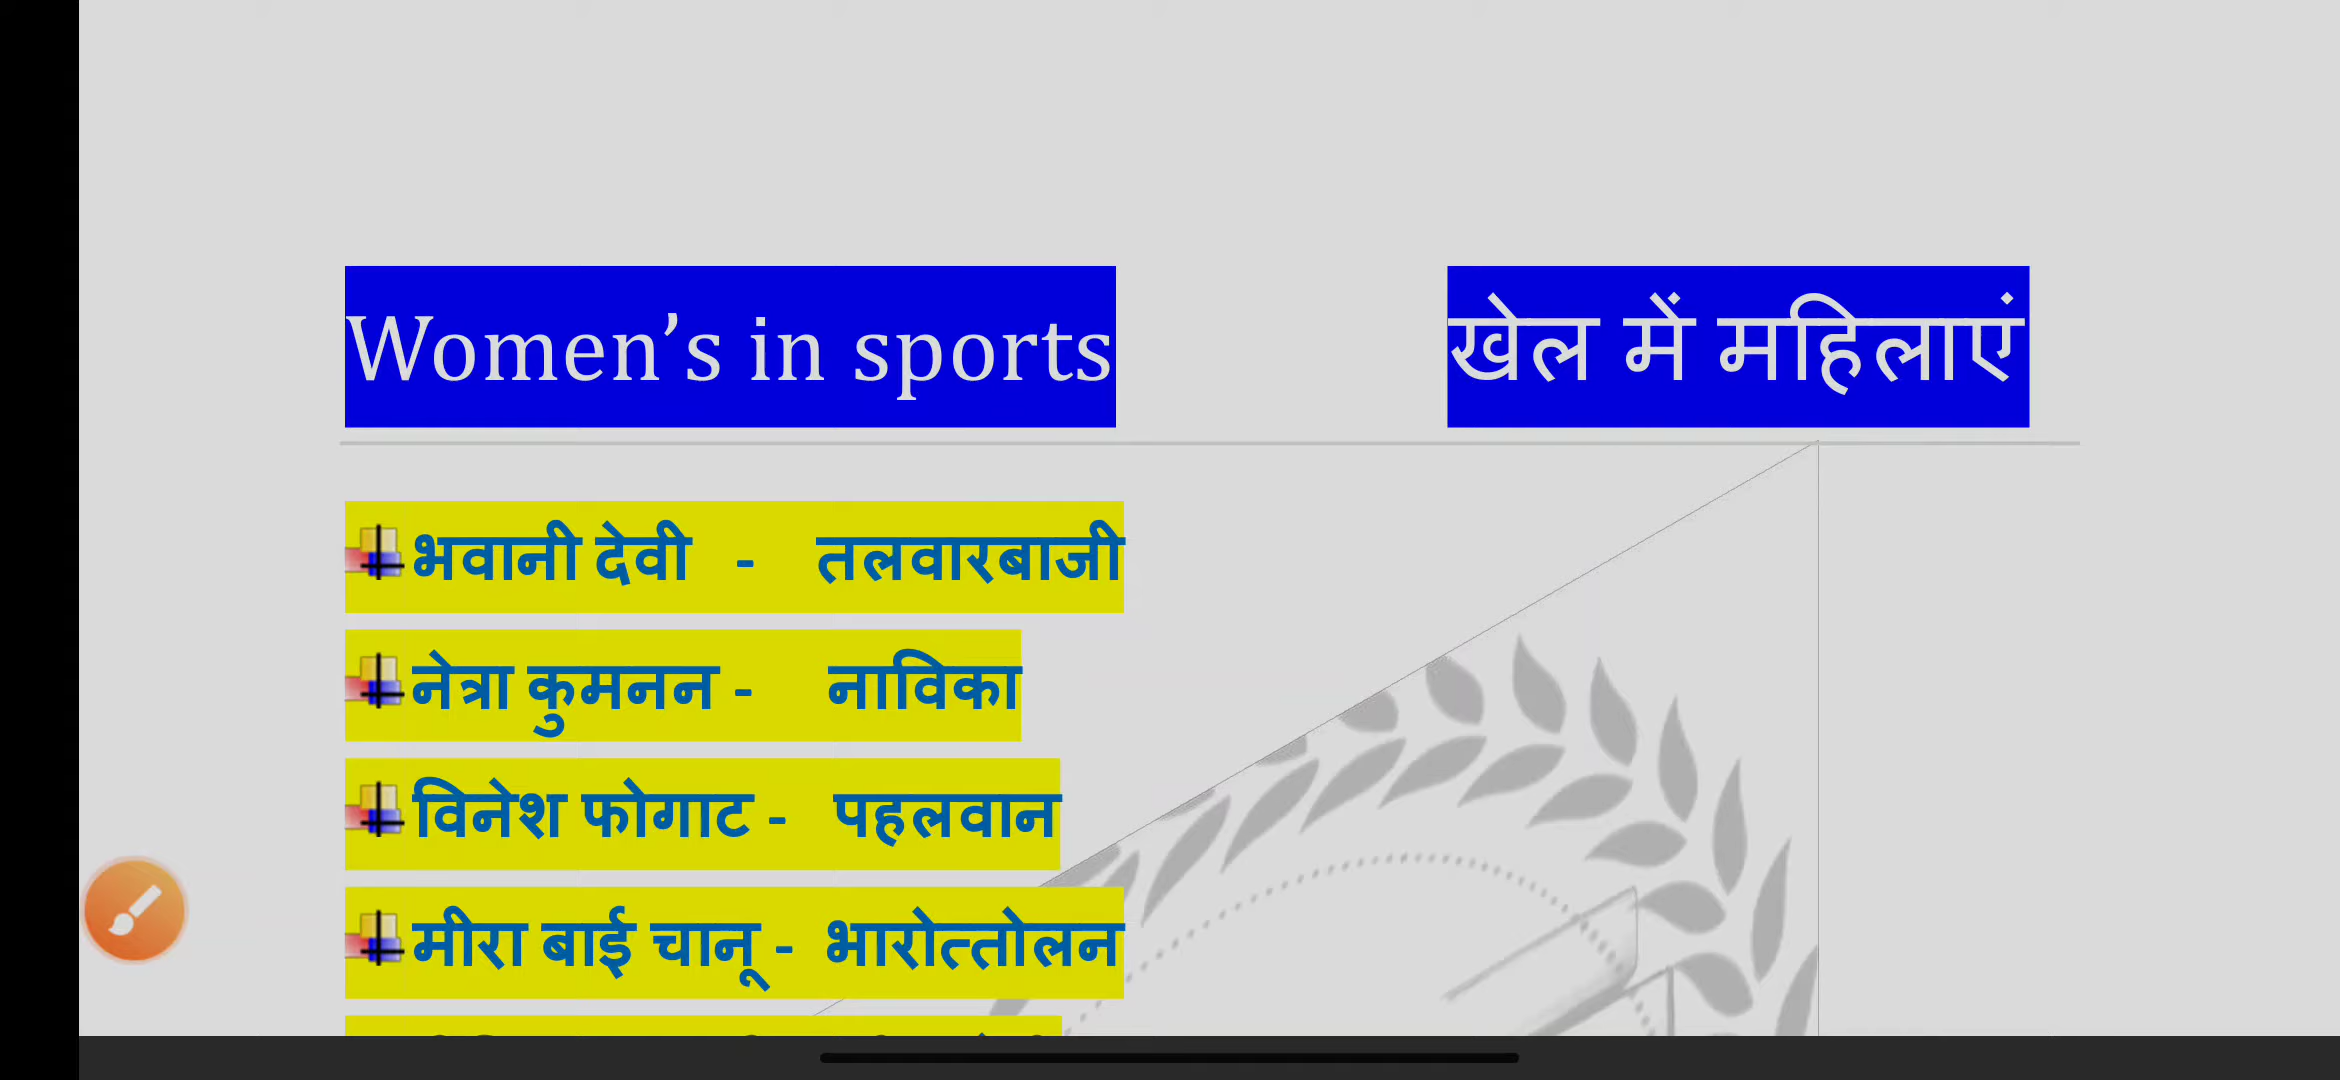 Women’s in sports खेल में महिलाएं
भवानी देवी - तलवारबाजी
नेत्रा कुमनन - नाविका
विनेश फोगाट - पहलवान
मीरा बाई चानू - भारोत्तोलन